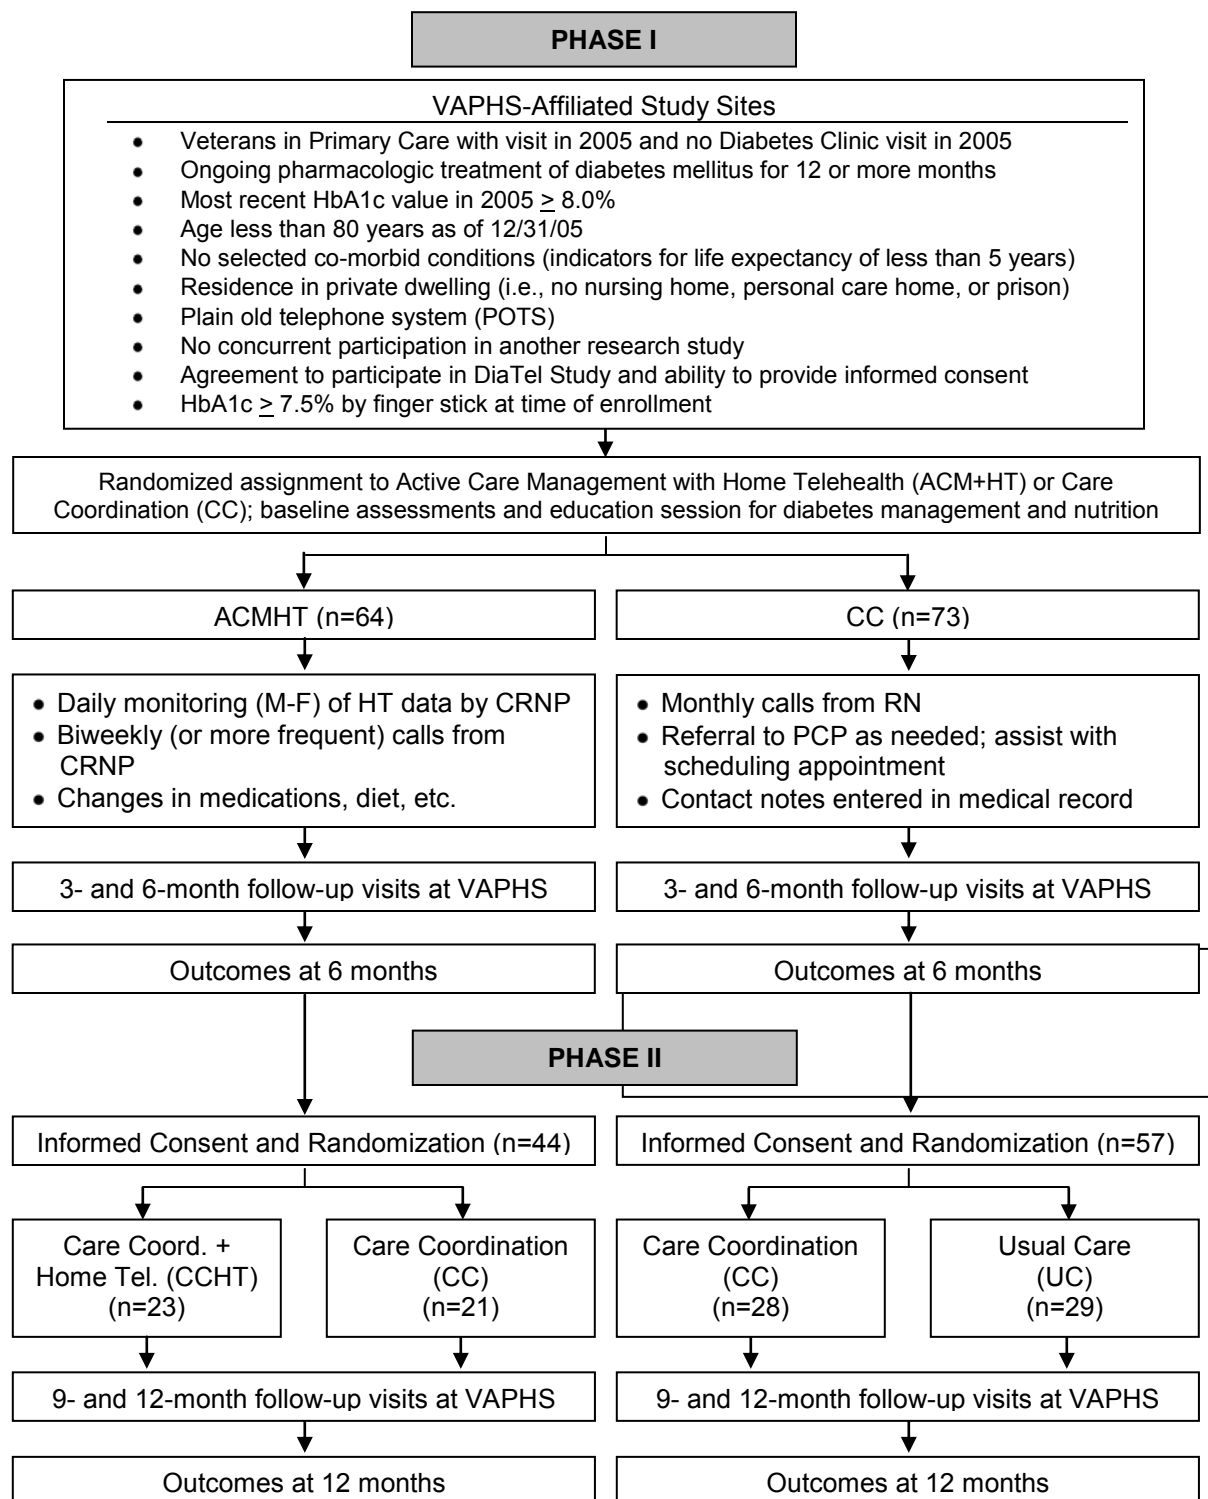 PHASE I
VAPHS-Affiliated Study Sites
• Veterans in Primary Care with visit in 2005 and no Diabetes Clinic visit in 2005
• Ongoing pharmacologic treatment of diabetes mellitus for 12 or more months
• Most recent HbA1c value in 2005 ≥ 8.0%
• Age less than 80 years as of 12/31/05
• No selected co-morbid conditions (indicators for life expectancy of less than 5 years)
• Residence in private dwelling (i.e., no nursing home, personal care home, or prison)
• Plain old telephone system (POTS)
• No concurrent participation in another research study
• Agreement to participate in DiaTel Study and ability to provide informed consent
• HbA1c ≥ 7.5% by finger stick at time of enrollment
Randomized assignment to Active Care Management with Home Telehealth (ACM+HT) or Care
Coordination (CC); baseline assessments and education session for diabetes management and nutrition
ACMHT (n=64)
CC (n=73)
• Daily monitoring (M-F) of HT data by CRNP
• Biweekly (or more frequent) calls from
CRNP
• Changes in medications, diet, etc.
• Monthly calls from RN
• Referral to PCP as needed; assist with
scheduling appointment
• Contact notes entered in medical record
3- and 6-month follow-up visits at VAPHS
3- and 6-month follow-up visits at VAPHS
Outcomes at 6 months
Outcomes at 6 months
PHASE II
Informed Consent and Randomization (n=44)
Informed Consent and Randomization (n=57)
Care Coord. +
Home Tel. (CCHT)
(n=23)
Care Coordination
(CC)
(n=21)
Care Coordination
(CC)
(n=28)
Usual Care
(UC)
(n=29)
9- and 12-month follow-up visits at VAPHS
9- and 12-month follow-up visits at VAPHS
Outcomes at 12 months
Outcomes at 12 months